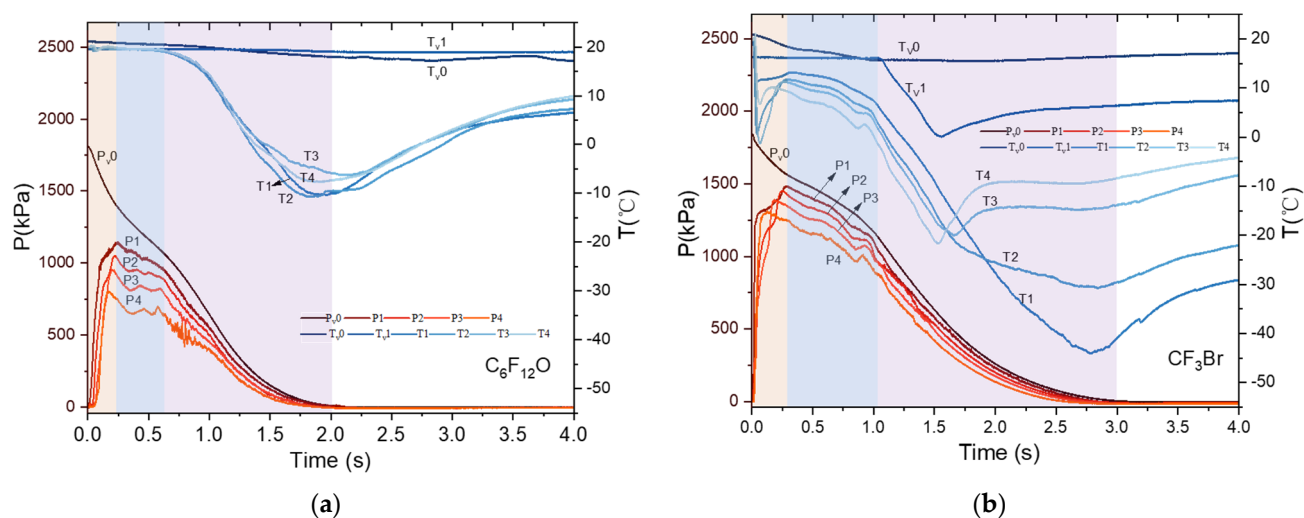 2500
2000
1500
1000
500
0
P(kPa)
0.0 0.5 1.0 1.5 2.0 2.5 3.0 3.5 4.0
Time (s)
20
10
0
-10
-20
-30
-40
-50
T(℃)
Tᵥ1
Tᵥ0
Pᵥ0
T3
T4
T1
T2
P1
P2
P3
P4
Pᵥ0 P1 P2 P3 P4
Tᵥ0 Tᵥ1 T1 T2 T3 T4
C₆F₁₂O
(a)
2500
2000
1500
1000
500
0
P(kPa)
0.0 0.5 1.0 1.5 2.0 2.5 3.0 3.5 4.0
Time (s)
20
10
0
-10
-20
-30
-40
-50
T(℃)
Tᵥ0
Tᵥ1
Pᵥ0
Pᵥ0 P1 P2 P3 P4
Tᵥ0 Tᵥ1 T1 T2 T3 T4
P1
P2
P3
P4
T4
T3
T2
T1
CF₃Br
(b)